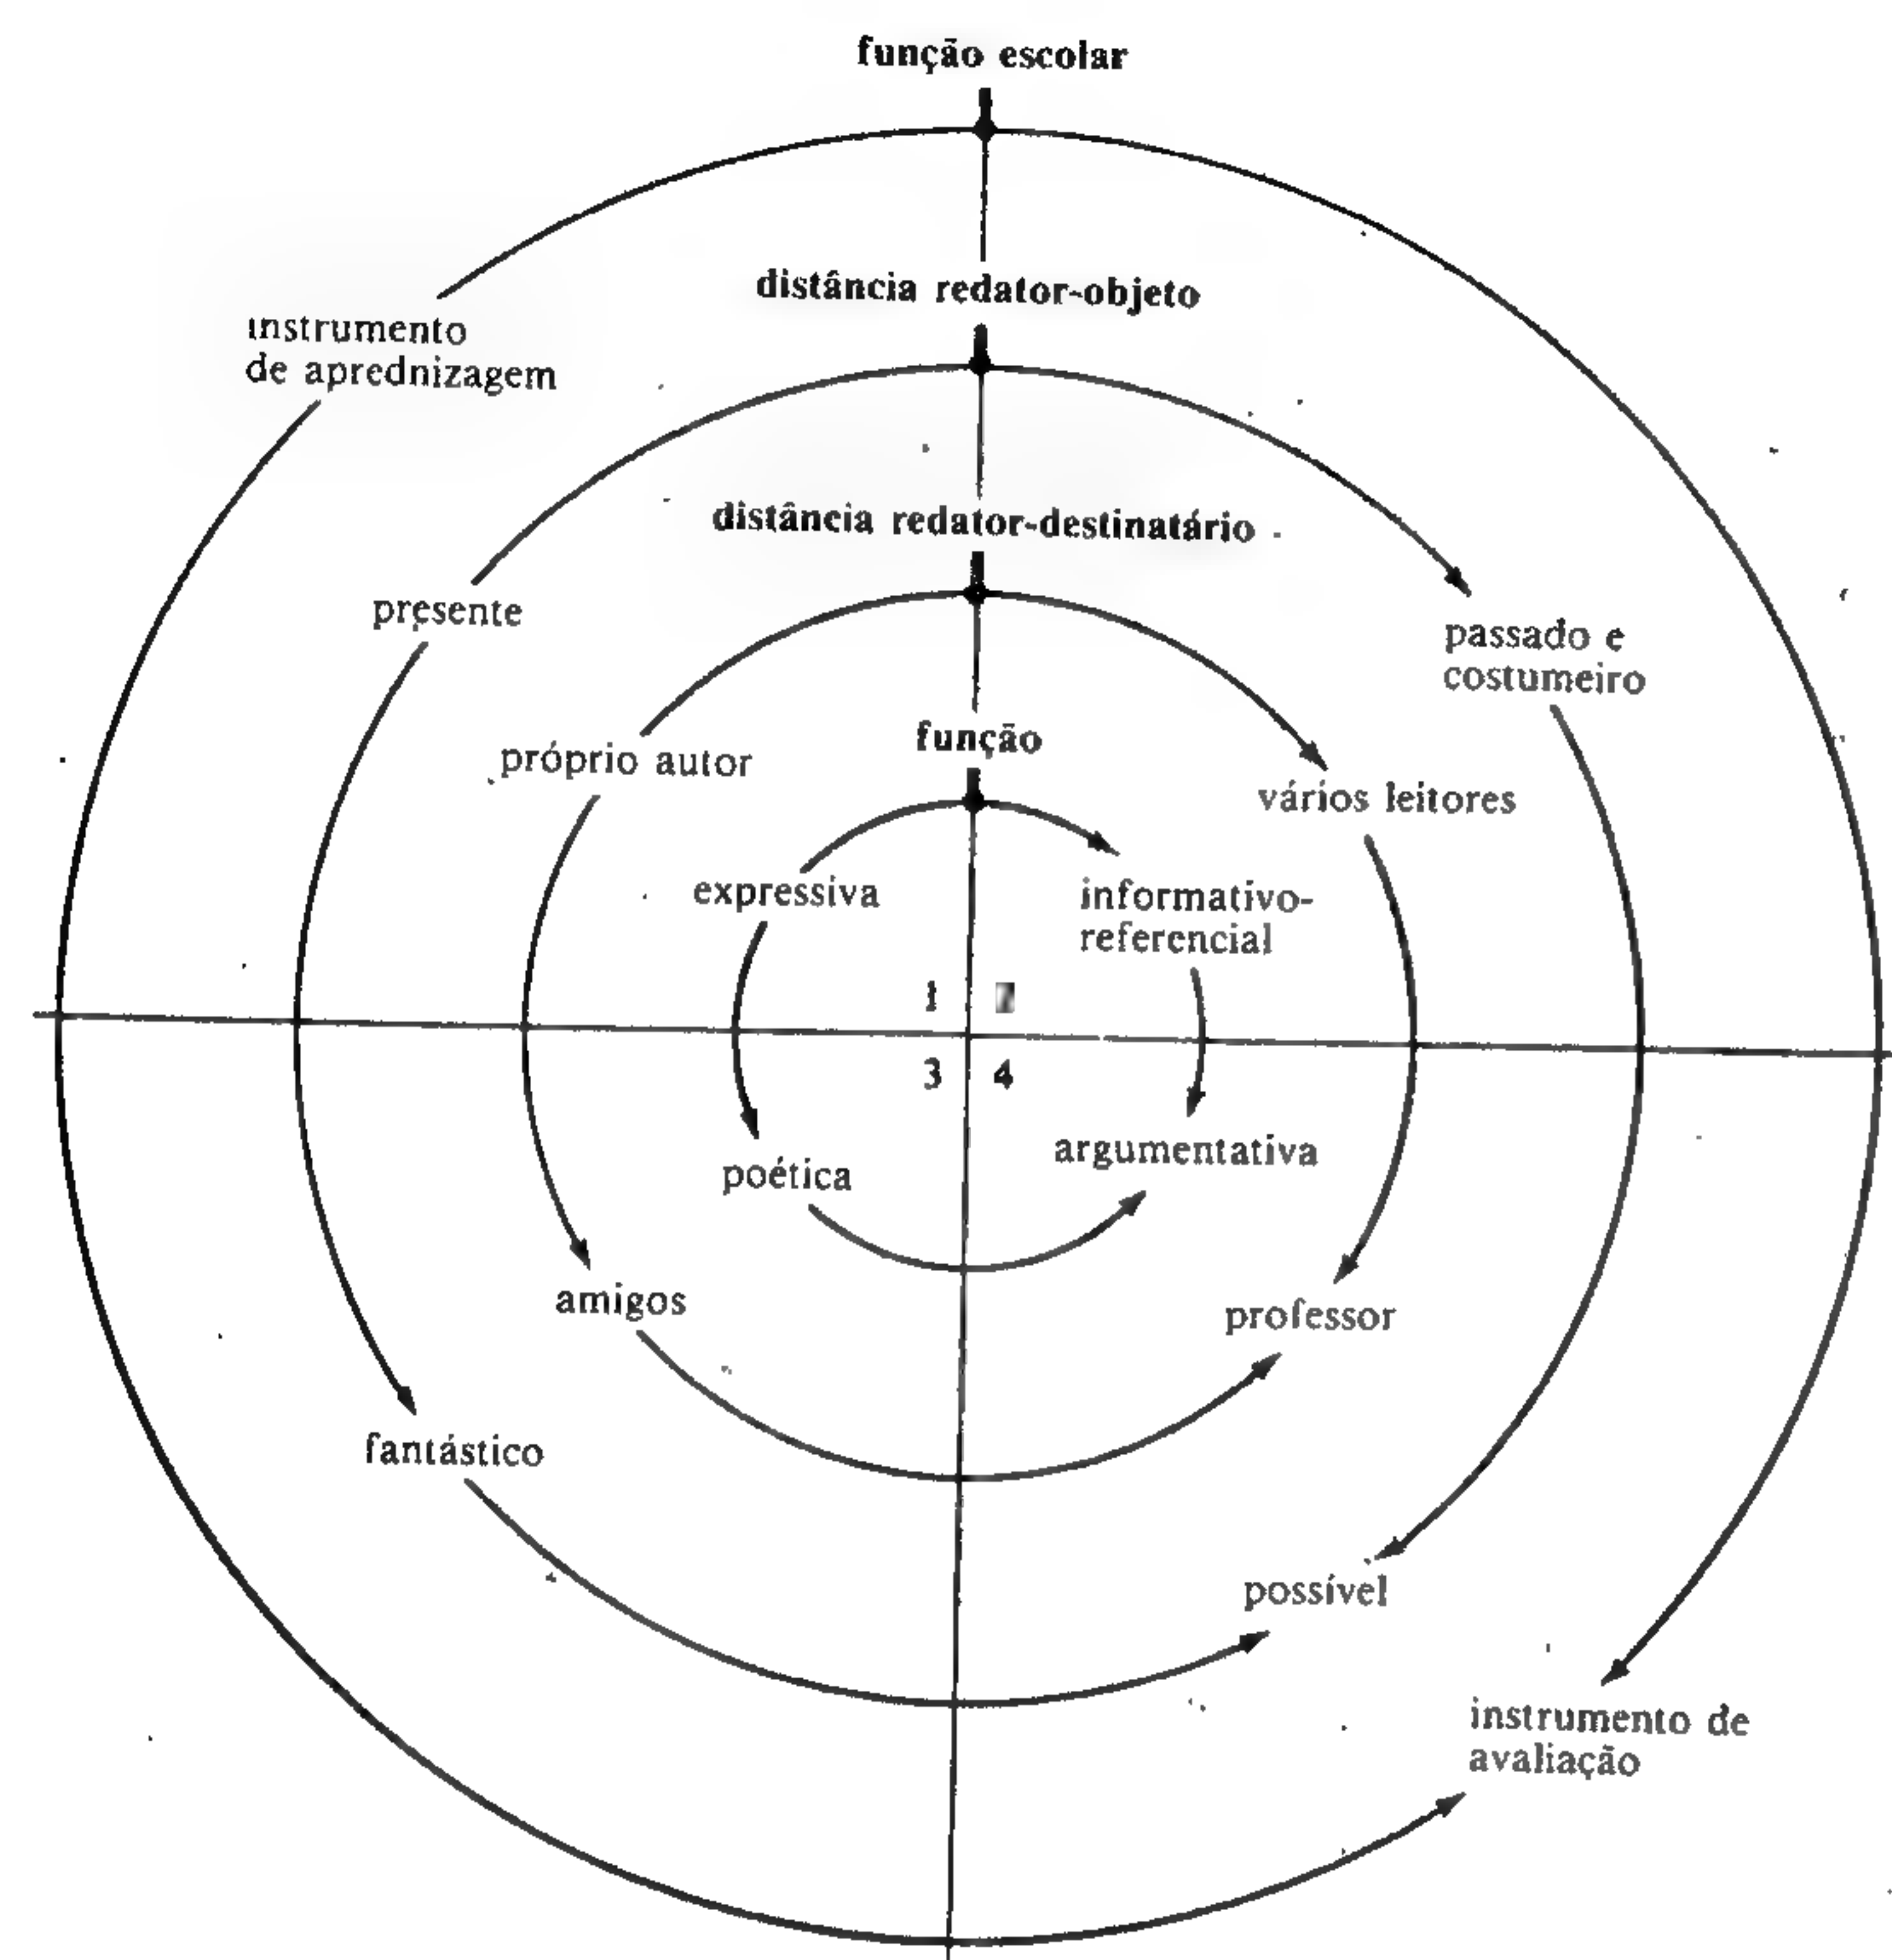 função escolar
distância redator-objeto
instrumento
de aprednizagem
distância redator-destinatário
presente
passado e
costumeiro
função
próprio autor
vários leitores
expressiva
informativo-
referencial
1
3 4
argumentativa
poética
amigos
professor
fantástico
possível
instrumento de
avaliação